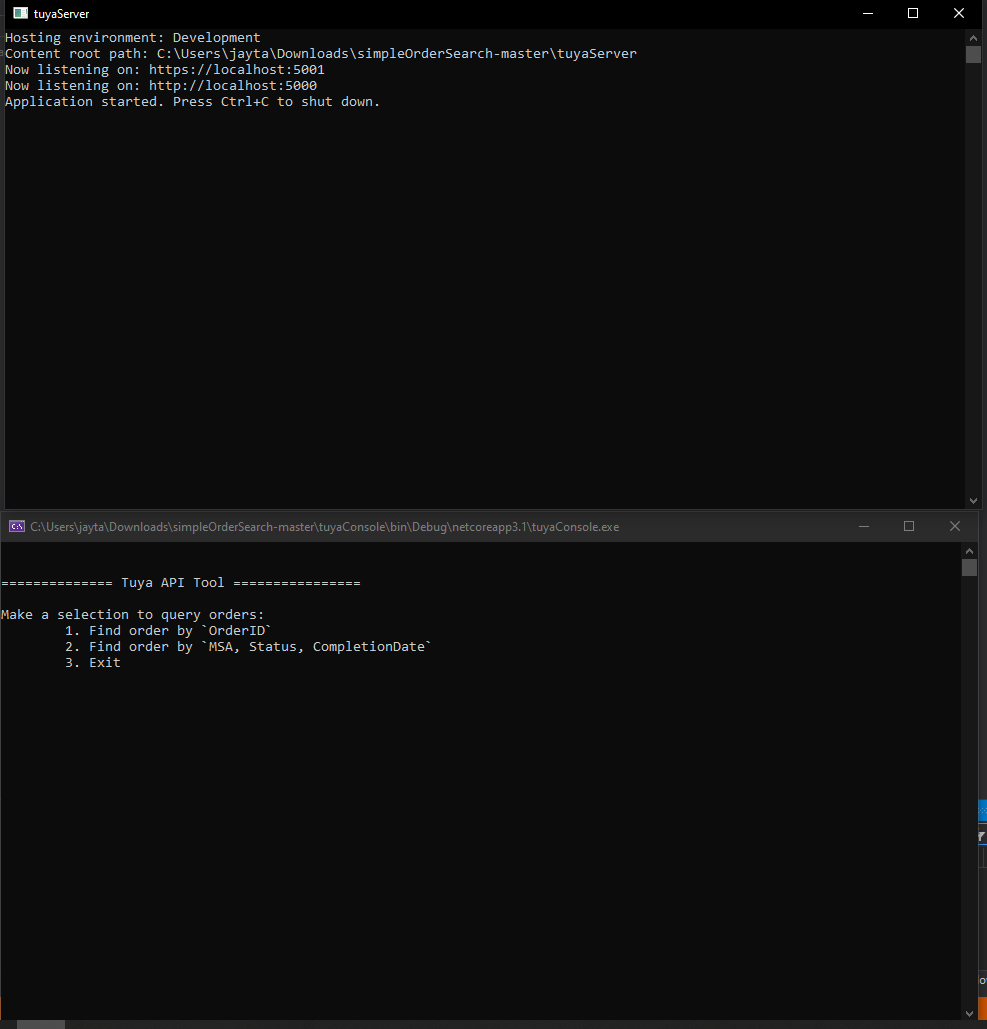 tuyaServer
Hosting environment: Development
Content root path: C:\Users\jayta\Downloads\simpleOrderSearch-master\tuyaServer
Now listening on: https://localhost:5001
Now listening on: http://localhost:5000
Application started. Press Ctrl+C to shut down.
C:\Users\jayta\Downloads\simpleOrderSearch-master\tuyaConsole\bin\Debug\netcoreapp3.1\tuyaConsole.exe
============== Tuya API Tool ================
Make a selection to query orders:
1. Find order by `OrderID`
2. Find order by `MSA, Status, CompletionDate`
3. Exit